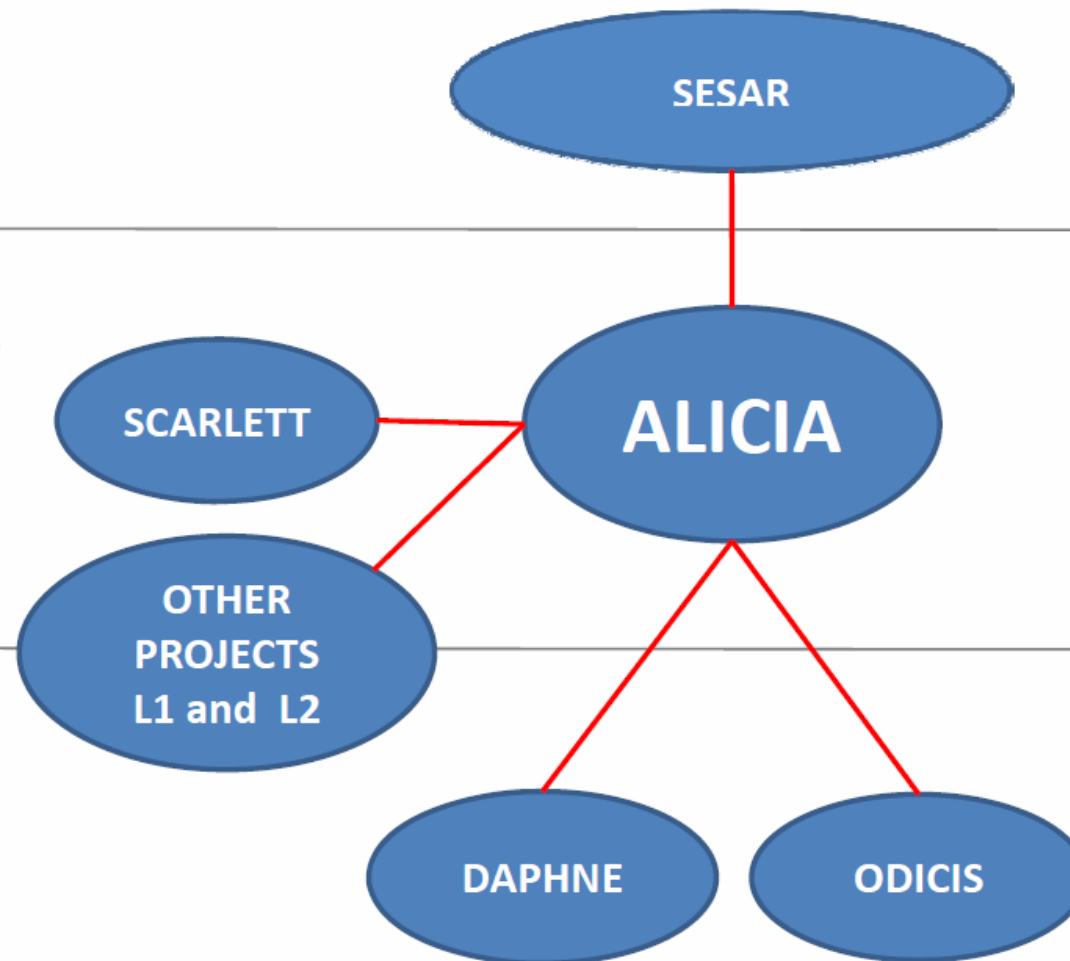 SESAR
SCARLETT
ALICIA
OTHER
PROJECTS
L1 and L2
DAPHNE
ODICIS